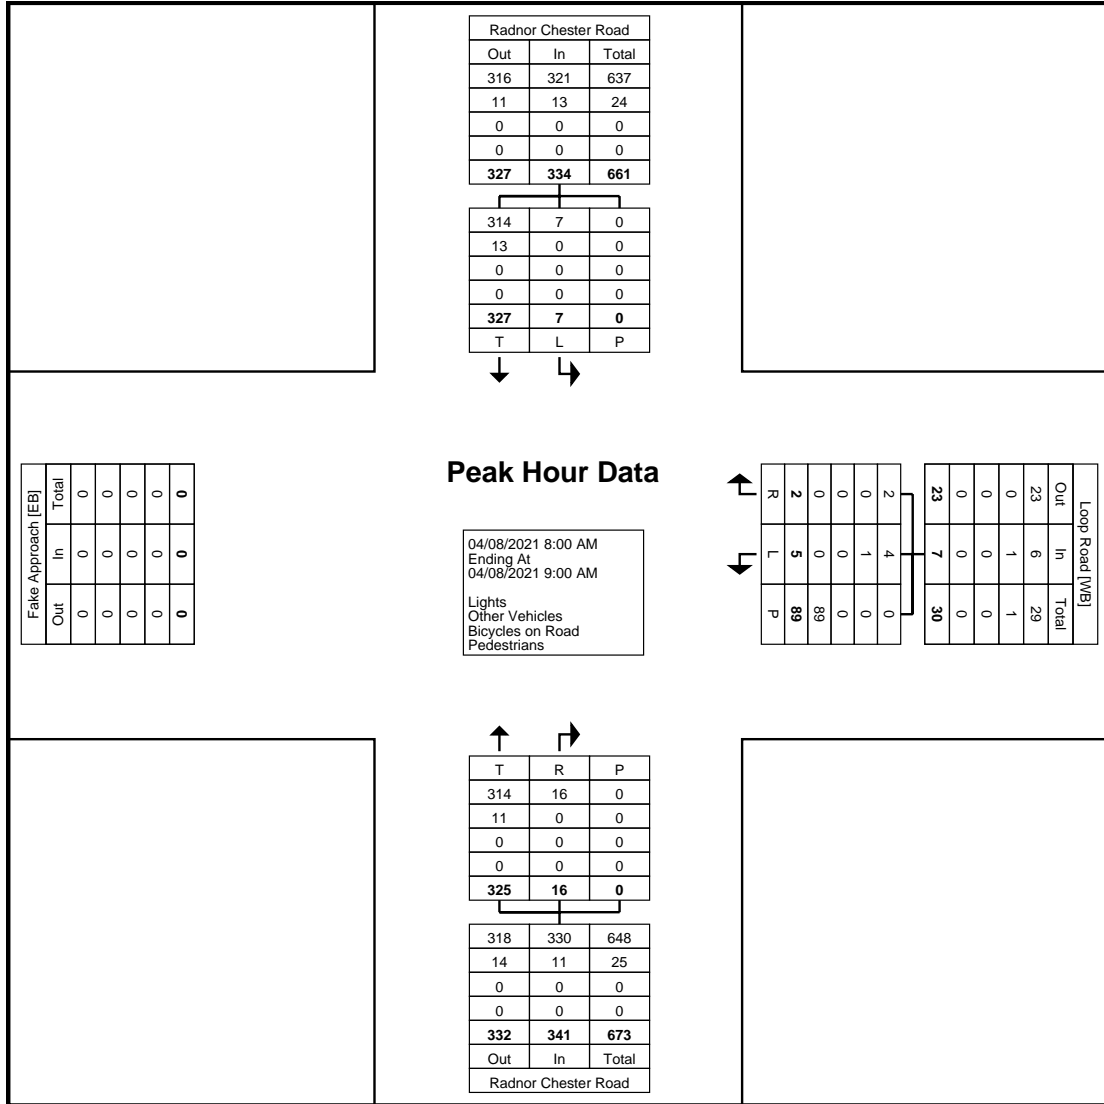 Radnor Chester Road
Out In Total
316 321 637
11 13 24
0 0 0
0 0 0
327 334 661
314 7 0
13 0 0
0 0 0
0 0 0
327 7 0
T L P
Fake Approach [EB]
Total 0 0 0 0 0
In 0 0 0 0 0
Out 0 0 0 0 0
Peak Hour Data
04/08/2021 8:00 AM
Ending At
04/08/2021 9:00 AM
Lights
Other Vehicles
Bicycles on Road
Pedestrians
R 2 0 0 0 2
L 5 0 0 1 4
P 89 89 0 0 0
Loop Road [WB]
Out In Total
23 6 29
0 1 1
0 0 0
0 0 0
23 7 30
T R P
314 16 0
11 0 0
0 0 0
0 0 0
325 16 0
318 330 648
14 11 25
0 0 0
0 0 0
332 341 673
Out In Total
Radnor Chester Road